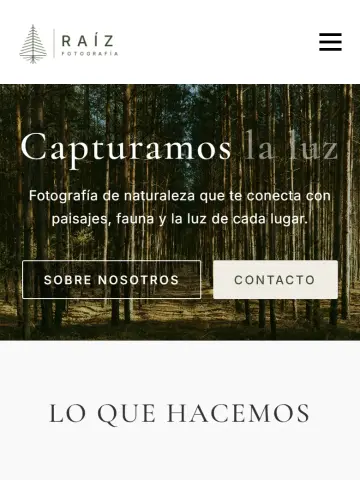 RAÍZ
FOTOGRAFÍA
Capturamos la luz
Fotografía de naturaleza que te conecta con
paisajes, fauna y la luz de cada lugar.
SOBRE NOSOTROS
CONTACTO
LO QUE HACEMOS